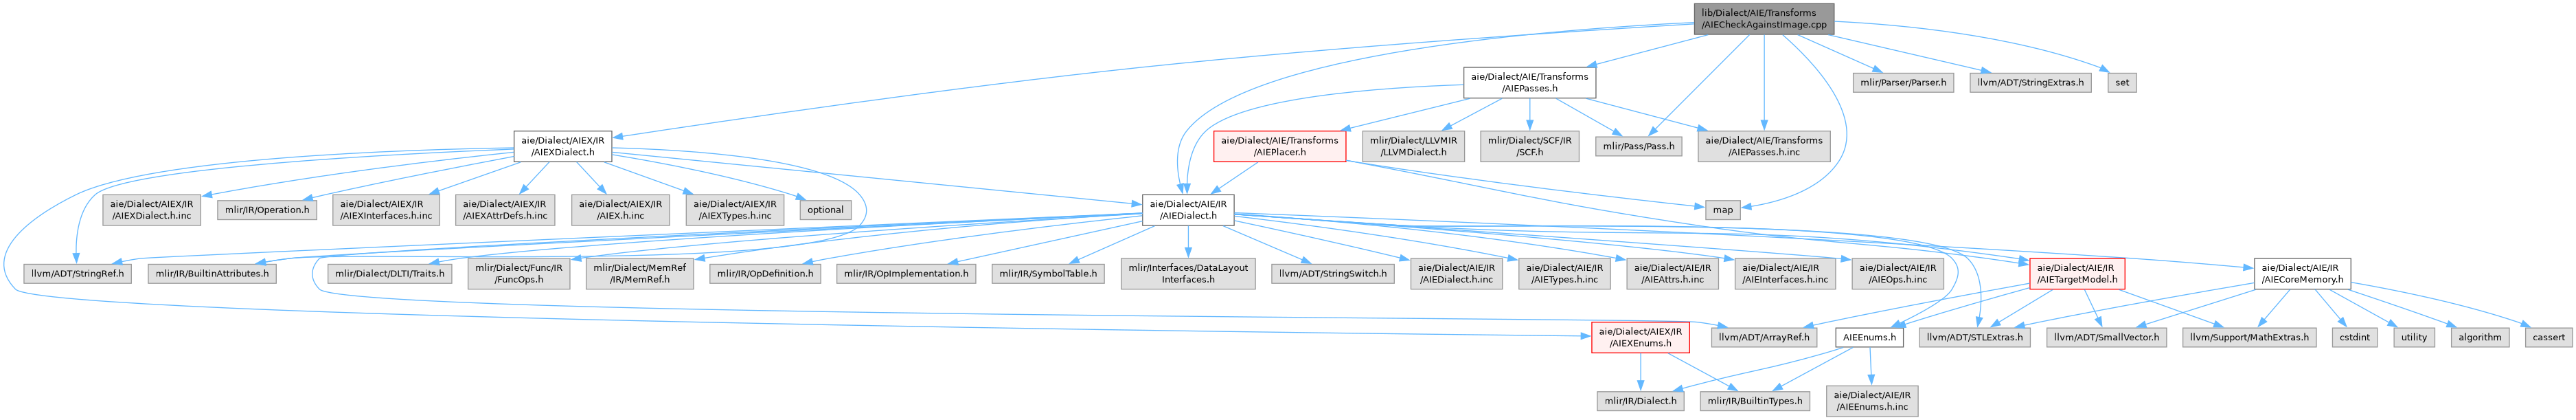 lib/Dialect/AIE/Transforms
/AIECheckAgainstImage.cpp
aie/Dialect/AIE/Transforms
/AIEPasses.h
mlir/Parser/Parser.h
llvm/ADT/StringExtras.h
set
aie/Dialect/AIEX/IR
/AIEXDialect.h
aie/Dialect/AIE/Transforms
/AIEPlacer.h
mlir/Dialect/LLVMIR
/LLVMDialect.h
mlir/Dialect/SCF/IR
/SCF.h
mlir/Pass/Pass.h
aie/Dialect/AIE/Transforms
/AIEPasses.h.inc
aie/Dialect/AIEX/IR
/AIEXDialect.h.inc
mlir/IR/Operation.h
aie/Dialect/AIEX/IR
/AIEXInterfaces.h.inc
aie/Dialect/AIEX/IR
/AIEXAttrDefs.h.inc
aie/Dialect/AIEX/IR
/AIEX.h.inc
aie/Dialect/AIEX/IR
/AIEXTypes.h.inc
optional
aie/Dialect/AIE/IR
/AIEDialect.h
map
llvm/ADT/StringRef.h
mlir/IR/BuiltinAttributes.h
mlir/Dialect/DLTI/Traits.h
mlir/Dialect/Func/IR
/FuncOps.h
mlir/Dialect/MemRef
/IR/MemRef.h
mlir/IR/OpDefinition.h
mlir/IR/OpImplementation.h
mlir/IR/SymbolTable.h
mlir/Interfaces/DataLayout
Interfaces.h
llvm/ADT/StringSwitch.h
aie/Dialect/AIE/IR
/AIEDialect.h.inc
aie/Dialect/AIE/IR
/AIETypes.h.inc
aie/Dialect/AIE/IR
/AIEAttrs.h.inc
aie/Dialect/AIE/IR
/AIEInterfaces.h.inc
aie/Dialect/AIE/IR
/AIEOps.h.inc
aie/Dialect/AIE/IR
/AIETargetModel.h
aie/Dialect/AIE/IR
/AIECoreMemory.h
aie/Dialect/AIEX/IR
/AIEXEnums.h
llvm/ADT/ArrayRef.h
AIEEnums.h
llvm/ADT/STLExtras.h
llvm/ADT/SmallVector.h
llvm/Support/MathExtras.h
cstdint
utility
algorithm
cassert
mlir/IR/Dialect.h
mlir/IR/BuiltinTypes.h
aie/Dialect/AIE/IR
/AIEEnums.h.inc